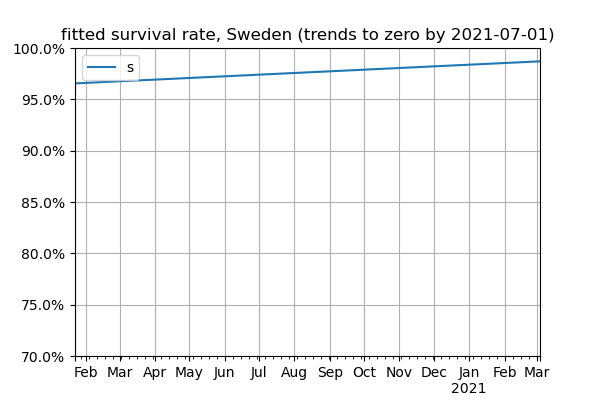 fitted survival rate, Sweden (trends to zero by 2021-07-01)
100.0%
s
95.0%
90.0%
85.0%
80.0%
75.0%
70.0%
Feb Mar Apr May Jun Jul Aug Sep Oct Nov Dec Jan Feb Mar
2021